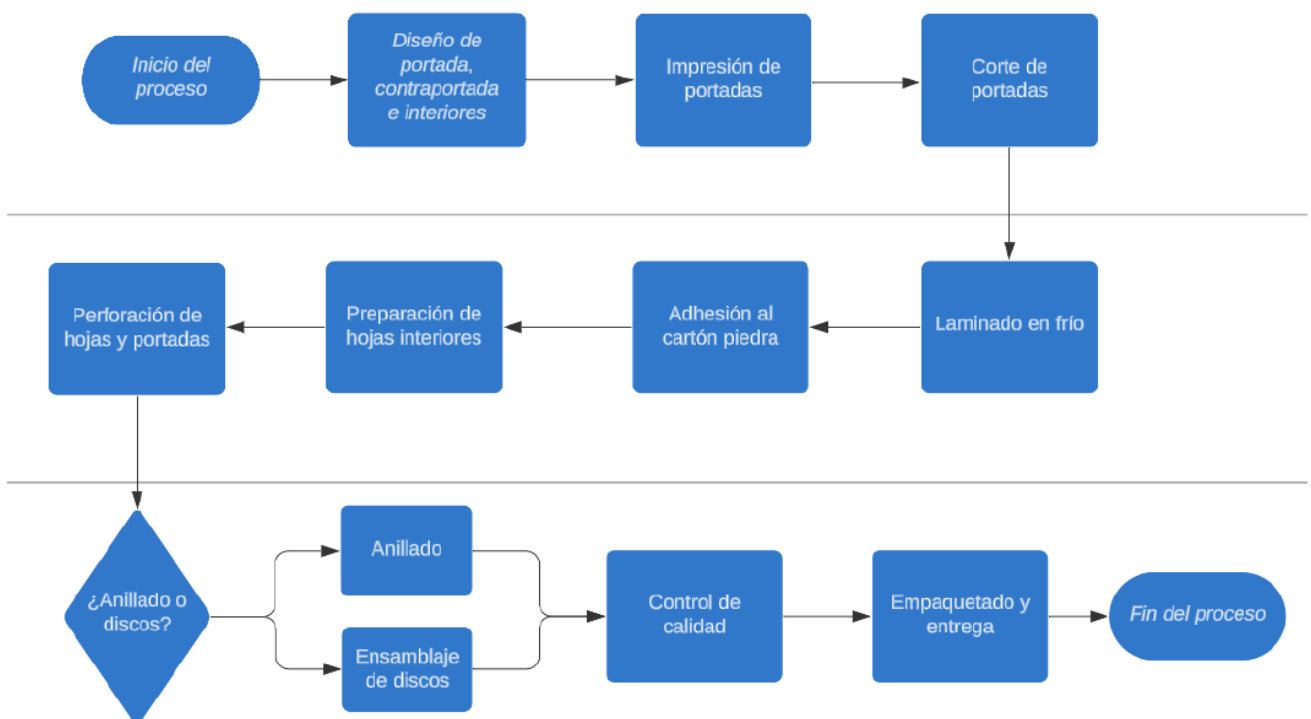 Inicio del
proceso
Diseño de
portada,
contraportada
e interiores
Impresión de
portadas
Corte de
portadas
Perforación de
hojas y portadas
Preparación de
hojas interiores
Adhesión al
cartón piedra
Laminado en frío
¿Anillado o
discos?
Anillado
Ensamblaje
de discos
Control de
calidad
Empaquetado y
entrega
Fin del proceso